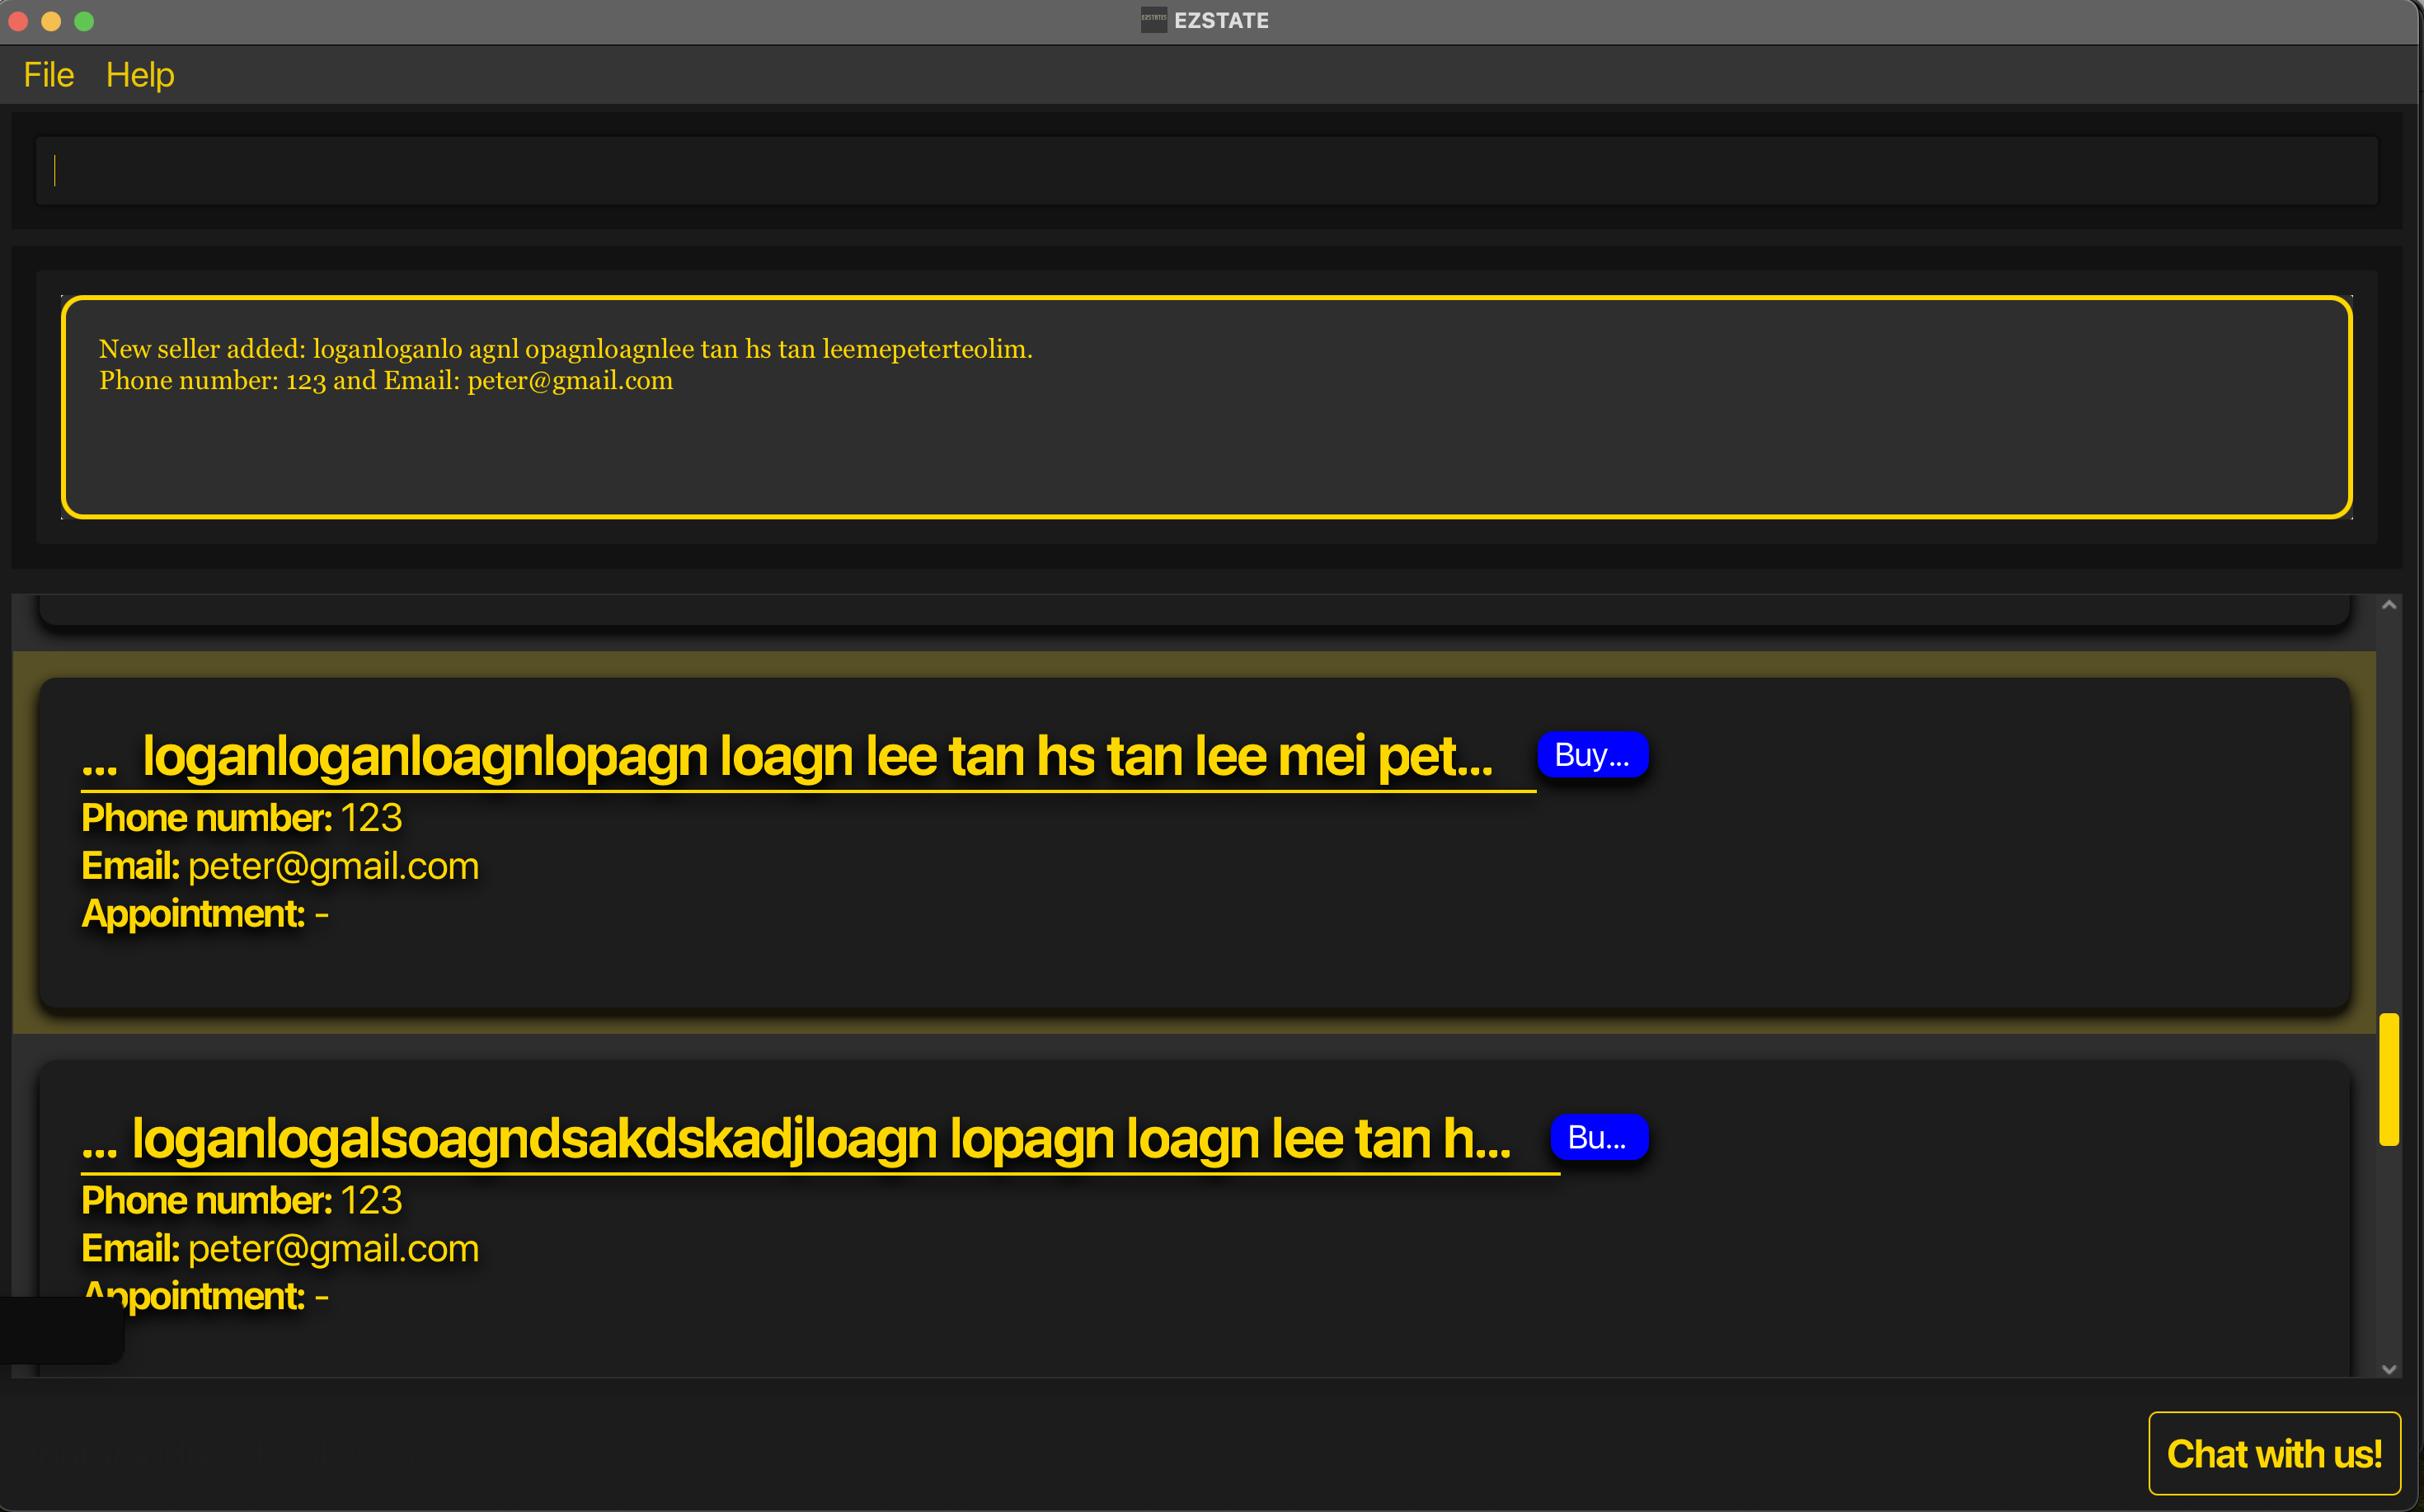 EZSTATES EZSTATE
File Help
New seller added: loganloganlo agnl opagnloagnlee tan hs tan leemepeterteolim.
Phone number: 123 and Email: peter@gmail.com
... loganloganloagnlopagn loagn lee tan hs tan lee mei pet... Buy...
Phone number: 123
Email: peter@gmail.com
Appointment: -
... loganlogalsoagndsakdskadjloagn lopagn loagn lee tan h... Bu...
Phone number: 123
Email: peter@gmail.com
Appointment: -
Chat with us!